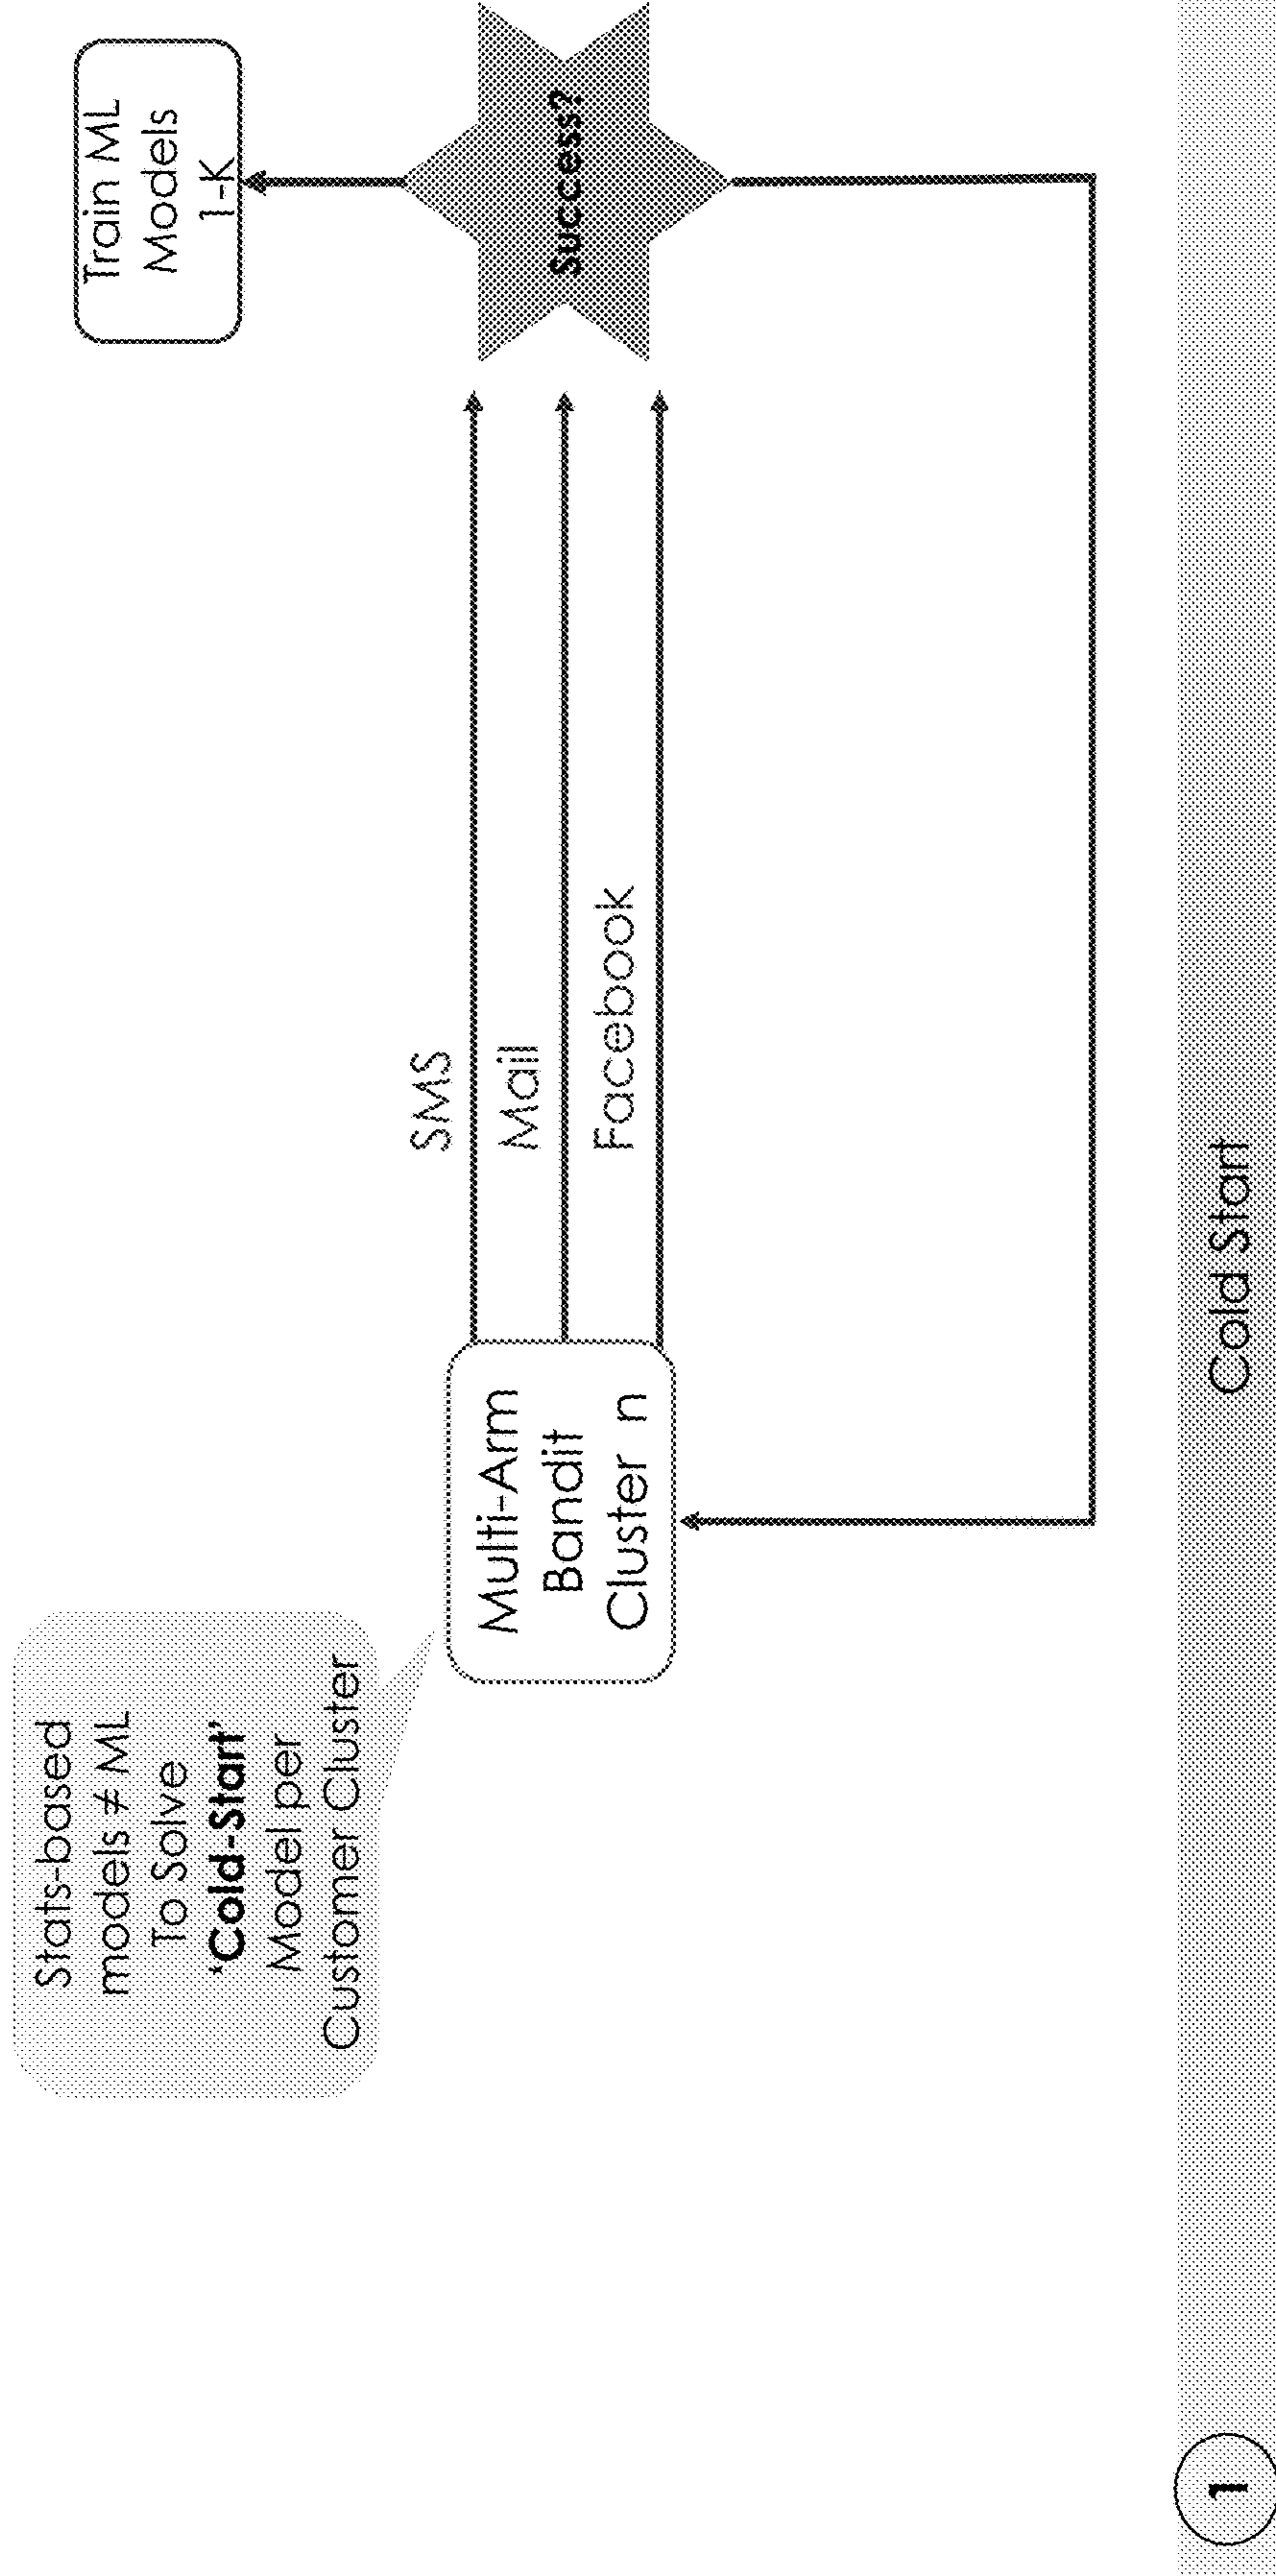 Stats-based
models ≠ ML
To Solve
'Cold-Start'
Model per
Customer Cluster
Multi-Arm
Bandit
Cluster n
SMS
Mail
Facebook
Success?
Train ML
Models
1-K
1
Cold Start